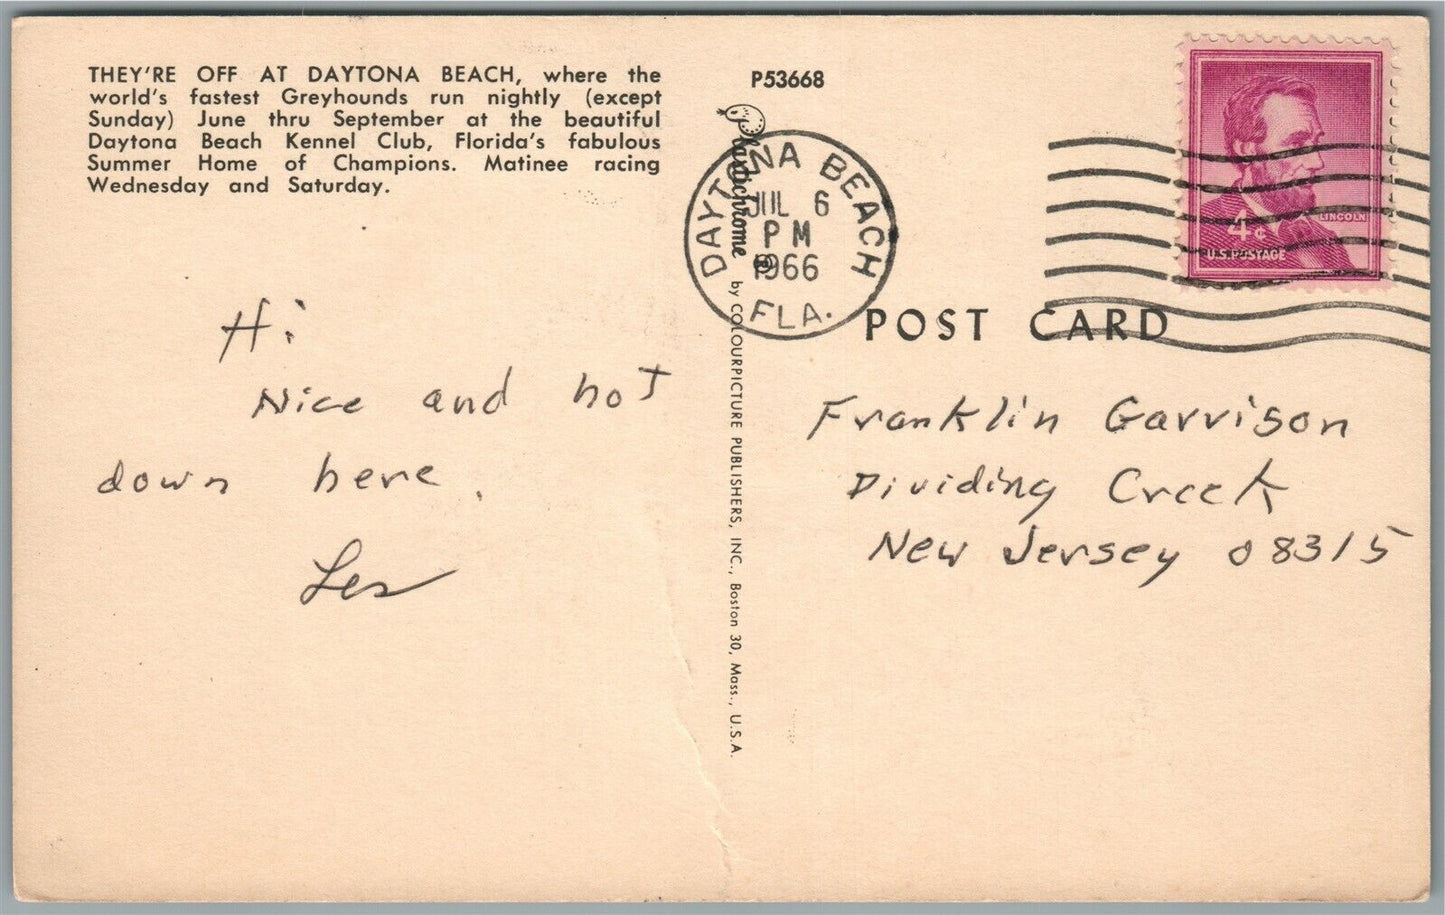 THEY'RE OFF AT DAYTONA BEACH, where the
world's fastest Greyhounds run nightly (except
Sunday) June thru September at the beautiful
Daytona Beach Kennel Club, Florida's fabulous
Summer Home of Champions. Matinee racing
Wednesday and Saturday.
P53668
Plastichrome ®
by COLOURPICTURE PUBLISHERS, INC., Boston 30, Mass., U.S.A.
DAYTONA BEACH
JUL 6
PM
1966
FLA.
4¢
LINCOLN
U.S. POSTAGE
POST CARD
Hi
Nice and hot
down here.
Les
Franklin Garrison
Dividing Creek
New Jersey 08315